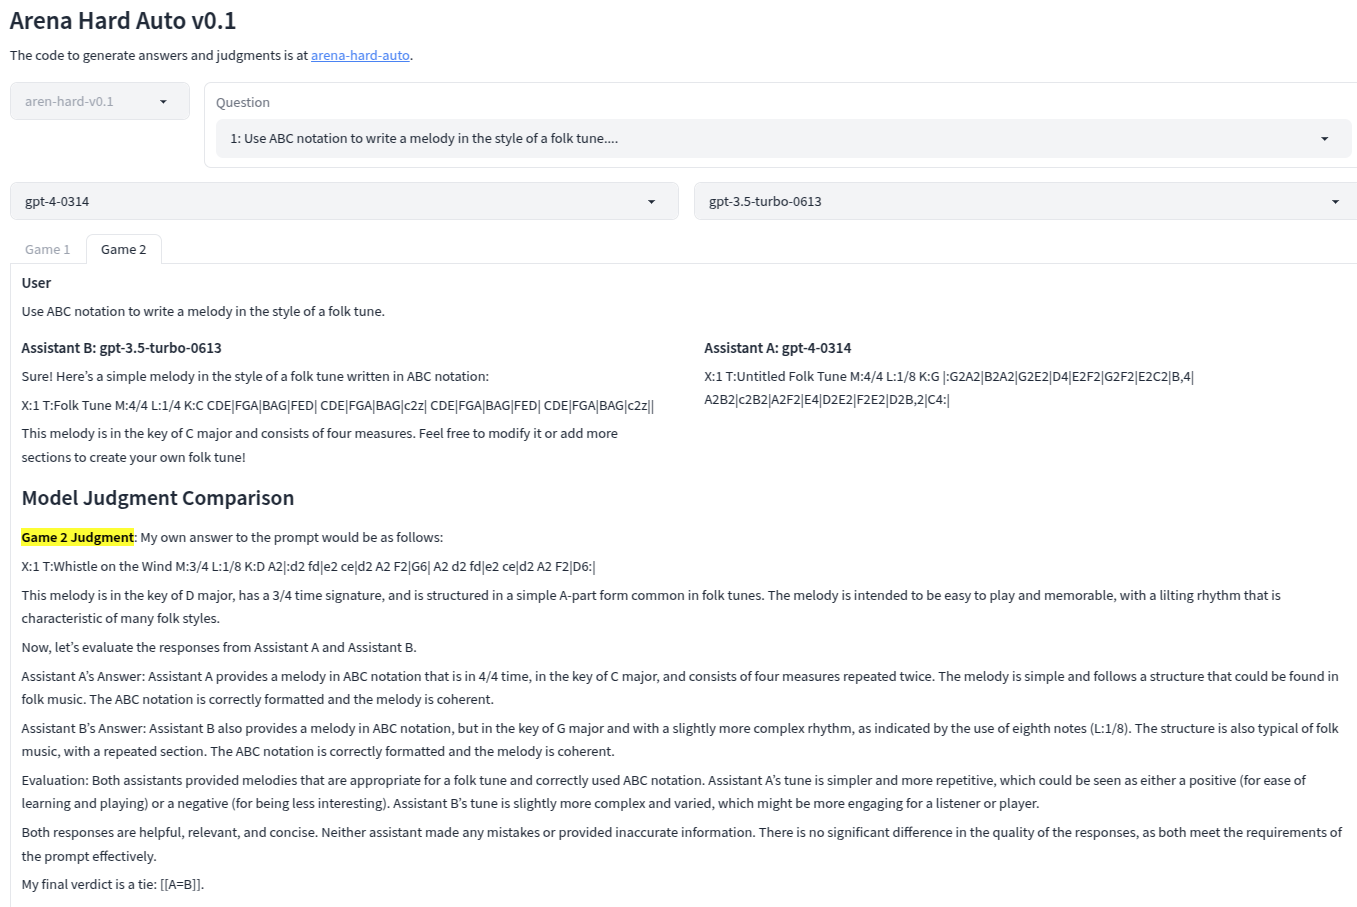 Arena Hard Auto v0.1
The code to generate answers and judgments is at arena-hard-auto.
aren-hard-v0.1
Question
1: Use ABC notation to write a melody in the style of a folk tune....
gpt-4-0314
gpt-3.5-turbo-0613
Game 1
Game 2
User
Use ABC notation to write a melody in the style of a folk tune.
Assistant B: gpt-3.5-turbo-0613
Sure! Here's a simple melody in the style of a folk tune written in ABC notation:
X:1 T:Folk Tune M:4/4 L:1/4 K:C CDE|FGA|BAG|FED| CDE|FGA|BAG|c2z| CDE|FGA|BAG|FED| CDE|FGA|BAG|c2z||
This melody is in the key of C major and consists of four measures. Feel free to modify it or add more
sections to create your own folk tune!
Assistant A: gpt-4-0314
X:1 T:Untitled Folk Tune M:4/4 L:1/8 K:G |:G2A2|B2A2|G2E2|D4|E2F2|G2F2|E2C2|B,4|
A2B2|c2B2|A2F2|E4|D2E2|F2E2|D2B,2|C4:|
Model Judgment Comparison
Game 2 Judgment: My own answer to the prompt would be as follows:
X:1 T:Whistle on the Wind M:3/4 L:1/8 K:D A2|:d2 fd|e2 ce|d2 A2 F2|G6| A2 d2 fd|e2 ce|d2 A2 F2|D6:|
This melody is in the key of D major, has a 3/4 time signature, and is structured in a simple A-part form common in folk tunes. The melody is intended to be easy to play and memorable, with a lilting rhythm that is
characteristic of many folk styles.
Now, let's evaluate the responses from Assistant A and Assistant B.
Assistant A's Answer: Assistant A provides a melody in ABC notation that is in 4/4 time, in the key of C major, and consists of four measures repeated twice. The melody is simple and follows a structure that could be found in
folk music. The ABC notation is correctly formatted and the melody is coherent.
Assistant B's Answer: Assistant B also provides a melody in ABC notation, but in the key of G major and with a slightly more complex rhythm, as indicated by the use of eighth notes (L:1/8). The structure is also typical of folk
music, with a repeated section. The ABC notation is correctly formatted and the melody is coherent.
Evaluation: Both assistants provided melodies that are appropriate for a folk tune and correctly used ABC notation. Assistant A's tune is simpler and more repetitive, which could be seen as either a positive (for ease of
learning and playing) or a negative (for being less interesting). Assistant B's tune is slightly more complex and varied, which might be more engaging for a listener or player.
Both responses are helpful, relevant, and concise. Neither assistant made any mistakes or provided inaccurate information. There is no significant difference in the quality of the responses, as both meet the requirements of
the prompt effectively.
My final verdict is a tie: [[A=B]].